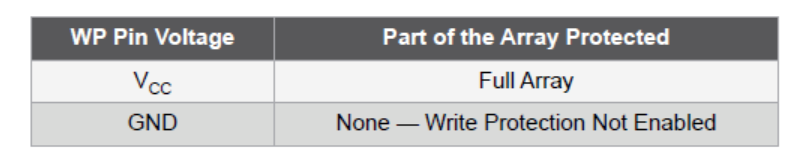 WP Pin Voltage Part of the Array Protected
VCC Full Array
GND None — Write Protection Not Enabled